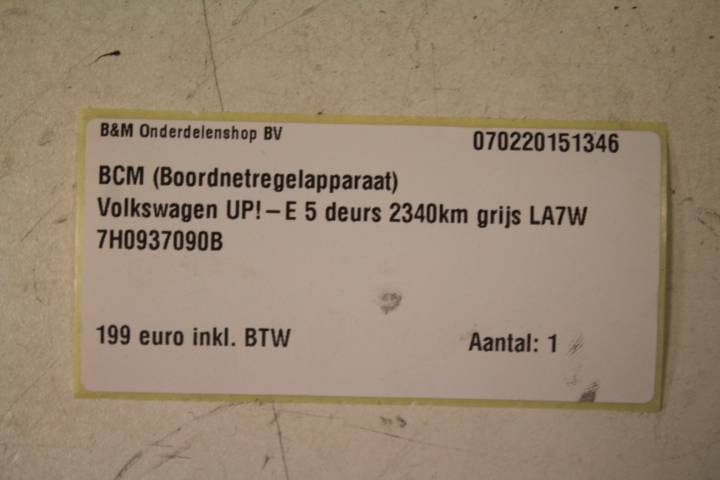 B&M Onderdelenshop BV 070220151346
BCM (Boordnetregelapparaat)
Volkswagen UP! – E 5 deurs 2340km grijs LA7W
7H0937090B
199 euro inkl. BTW Aantal: 1